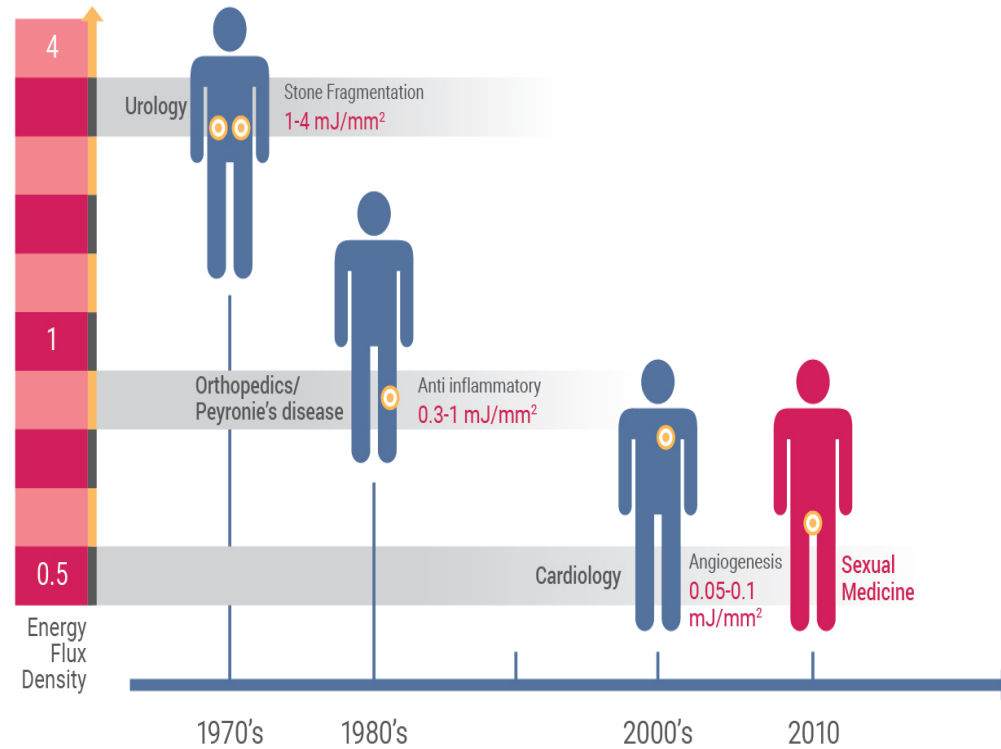 4
Urology
Stone Fragmentation
1-4 mJ/mm²
1
Orthopedics/
Peyronie's disease
Anti inflammatory
0.3-1 mJ/mm²
0.5
Cardiology
Angiogenesis
0.05-0.1
mJ/mm²
Sexual
Medicine
Energy
Flux
Density
1970's
1980's
2000's
2010